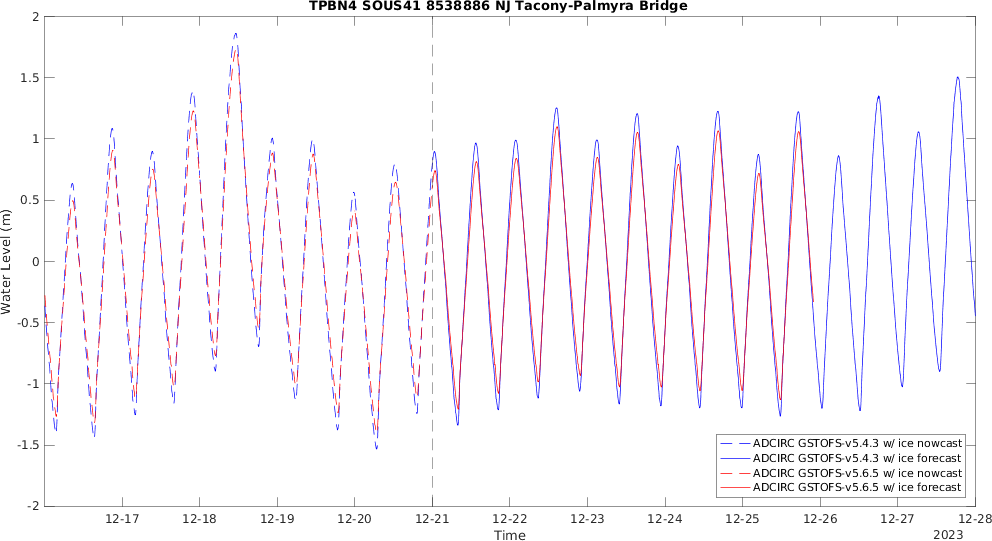 TPBN4 SOUS41 8538886 NJ Tacony-Palmyra Bridge
2
1.5
1
0.5
0
-0.5
-1
-1.5
-2
Water Level (m)
12-17 12-18 12-19 12-20 12-21 12-22 12-23 12-24 12-25 12-26 12-27 12-28
Time
2023
ADCIRC GSTOFS-v5.4.3 w/ ice nowcast
ADCIRC GSTOFS-v5.4.3 w/ ice forecast
ADCIRC GSTOFS-v5.6.5 w/ ice nowcast
ADCIRC GSTOFS-v5.6.5 w/ ice forecast